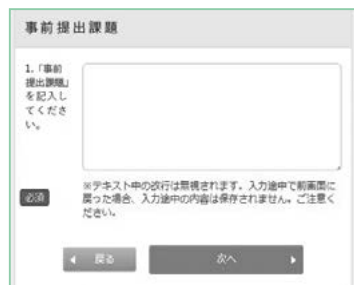 事前提出課題
1.「事前
提出課題」
を記入し
てくださ
い。
必須
※テキスト中の改行は無視されます。入力途中で前画面に
戻った場合、入力途中の内容は保存されません。ご注意く
ださい。
戻る
次へ